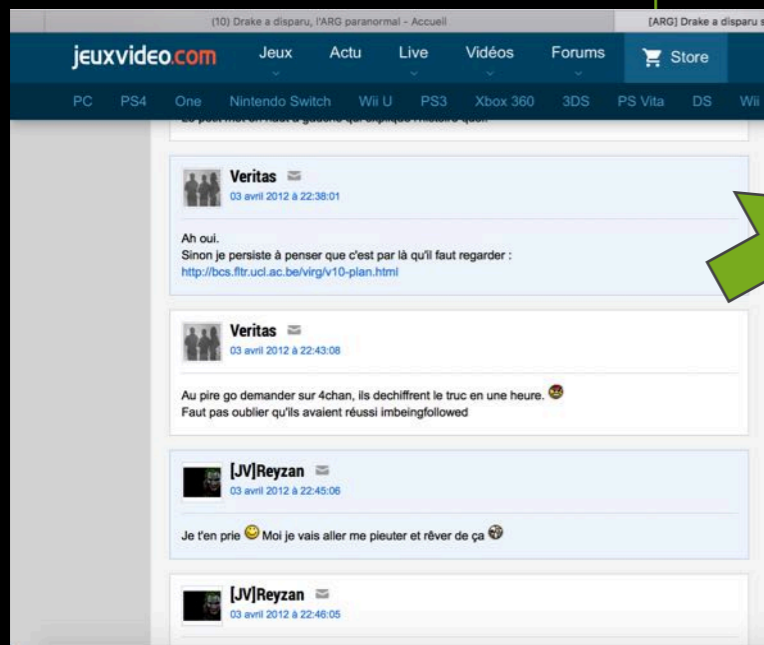 (10) Drake a disparu, l'ARG paranormal - Accueil
[ARG] Drake a disparu s
jeuxvideo.com Jeux Actu Live Vidéos Forums Store
PC PS4 One Nintendo Switch Wii U PS3 Xbox 360 3DS PS Vita DS Wii
Veritas
03 avril 2012 à 22:38:01
Ah oui.
Sinon je persiste à penser que c'est par là qu'il faut regarder :
http://bcs.fltr.ucl.ac.be/virg/v10-plan.html
Veritas
03 avril 2012 à 22:43:08
Au pire go demander sur 4chan, ils dechiffrent le truc en une heure.
Faut pas oublier qu'ils avaient réussi imbeingfollowed
[JV]Reyzan
03 avril 2012 à 22:45:06
Je t'en prie Moi je vais aller me pieuter et rêver de ça
[JV]Reyzan
03 avril 2012 à 22:46:05